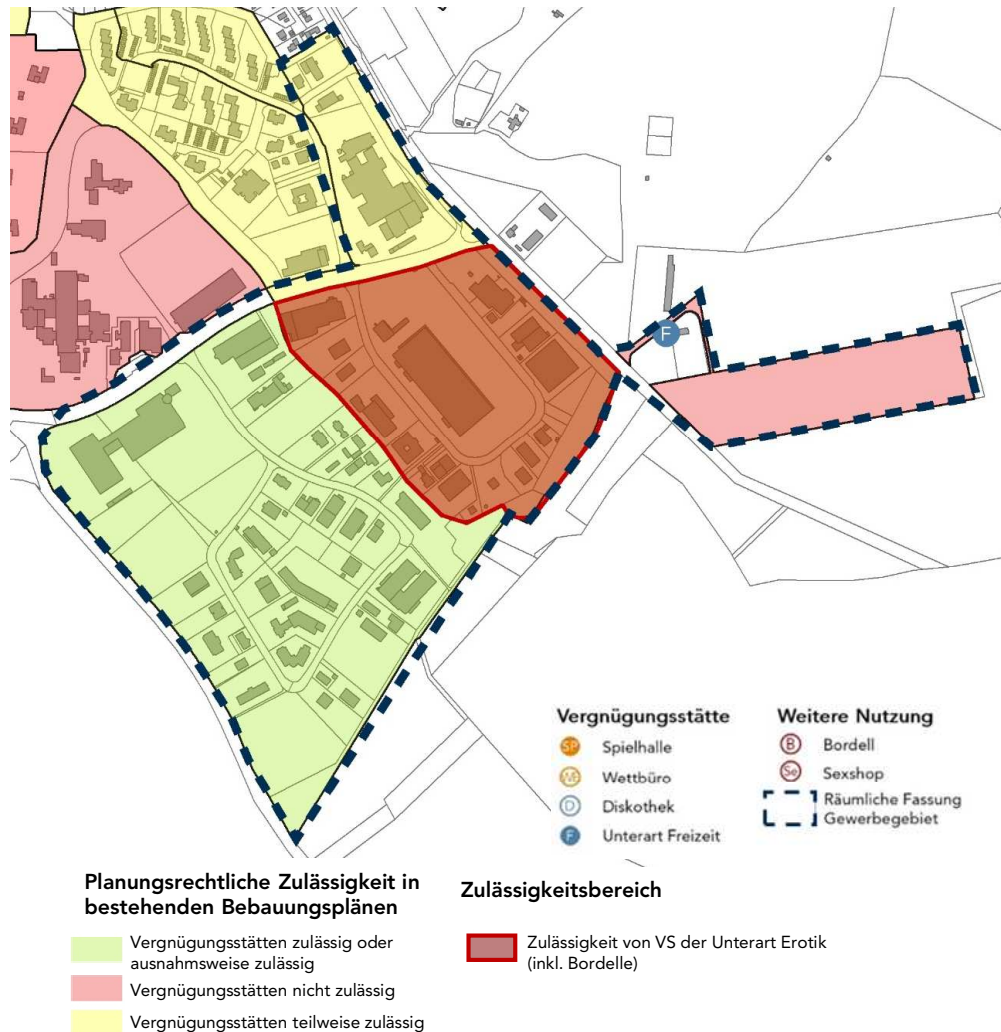 F
Vergnügungsstätte
SP Spielhalle
Wettbüro
D Diskothek
F Unterart Freizeit
Weitere Nutzung
B Bordell
Se Sexshop
Räumliche Fassung
Gewerbegebiet
Planungsrechtliche Zulässigkeit in
bestehenden Bebauungsplänen
Vergnügungsstätten zulässig oder
ausnahmsweise zulässig
Vergnügungsstätten nicht zulässig
Vergnügungsstätten teilweise zulässig
Zulässigkeitsbereich
Zulässigkeit von VS der Unterart Erotik
(inkl. Bordelle)